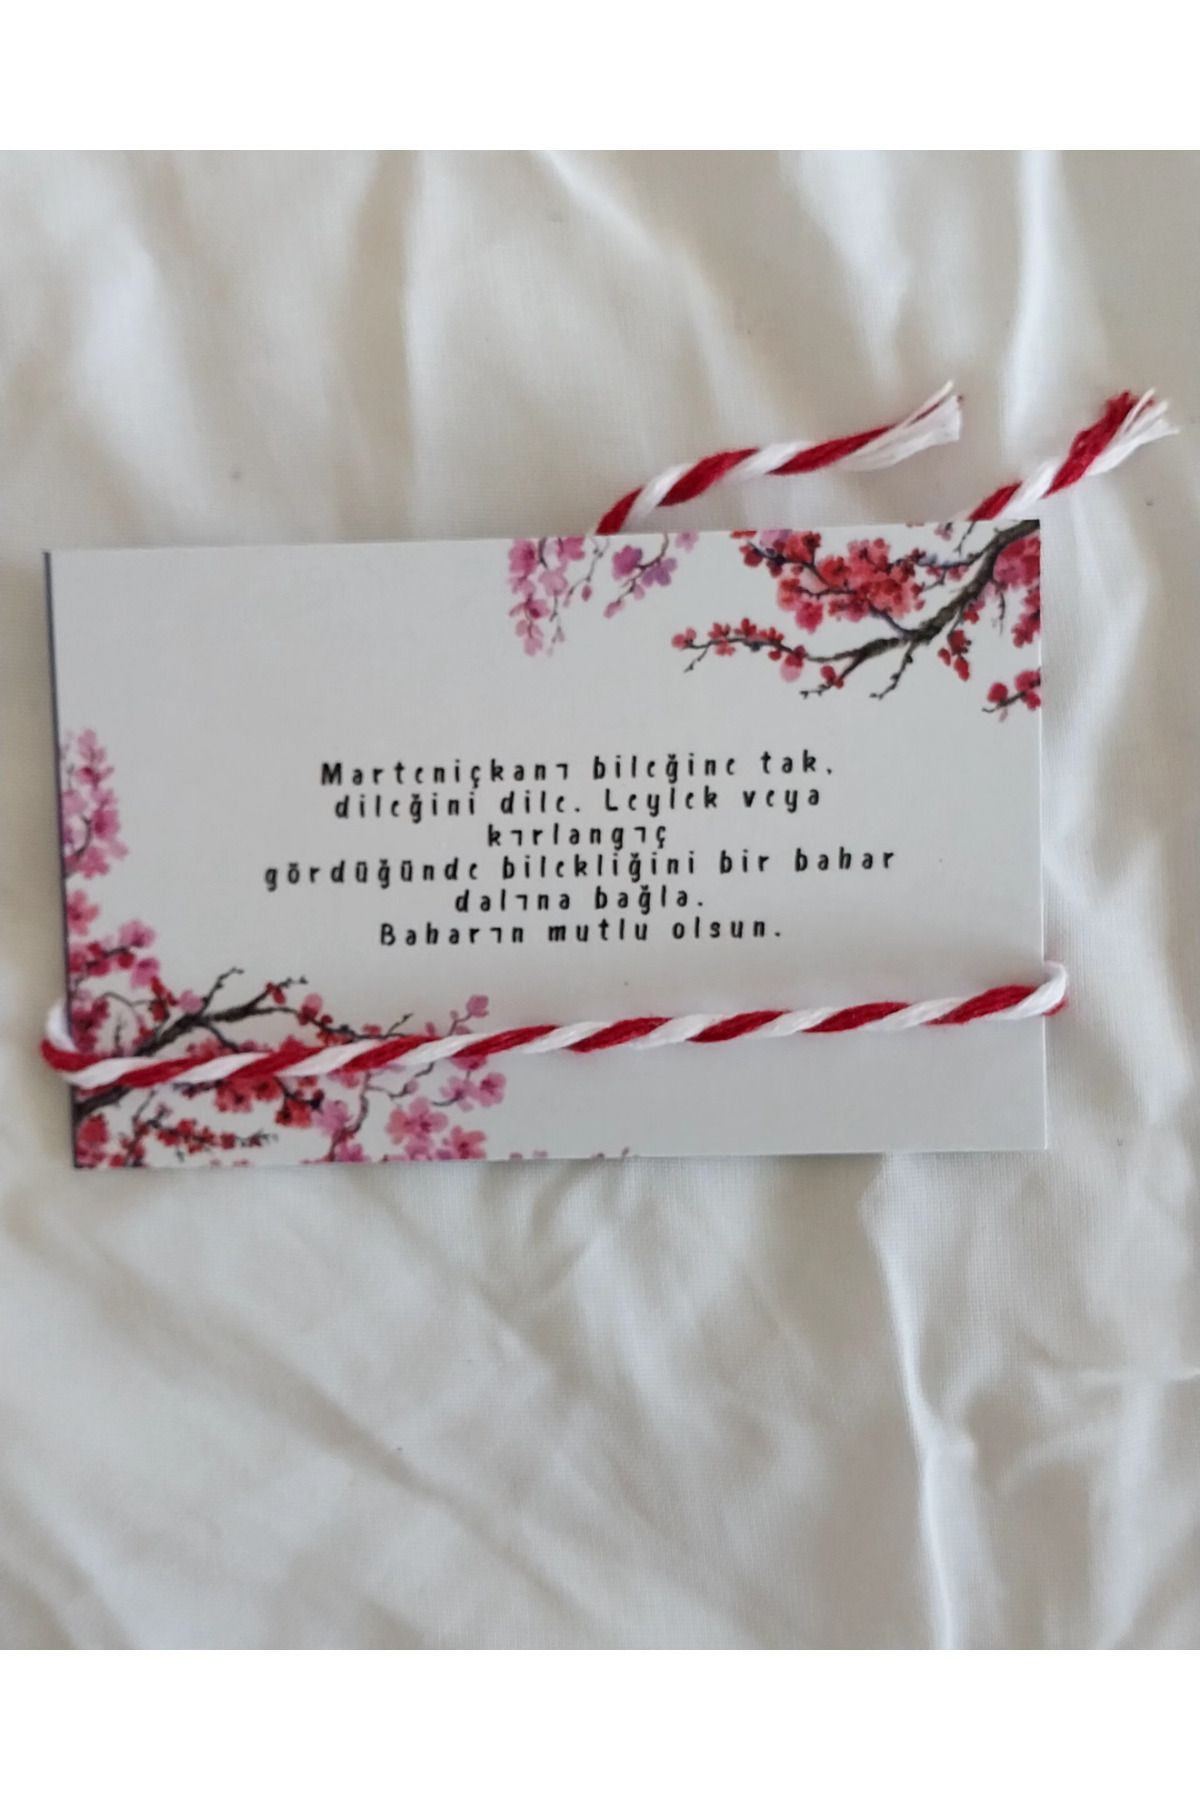 Marteniçkanı bileğine tak.
dileğini dile. Leylek veya
kırlangıç
gördüğünde bilekliğini bir bahar
dalına bağla.
Baharın mutlu olsun.